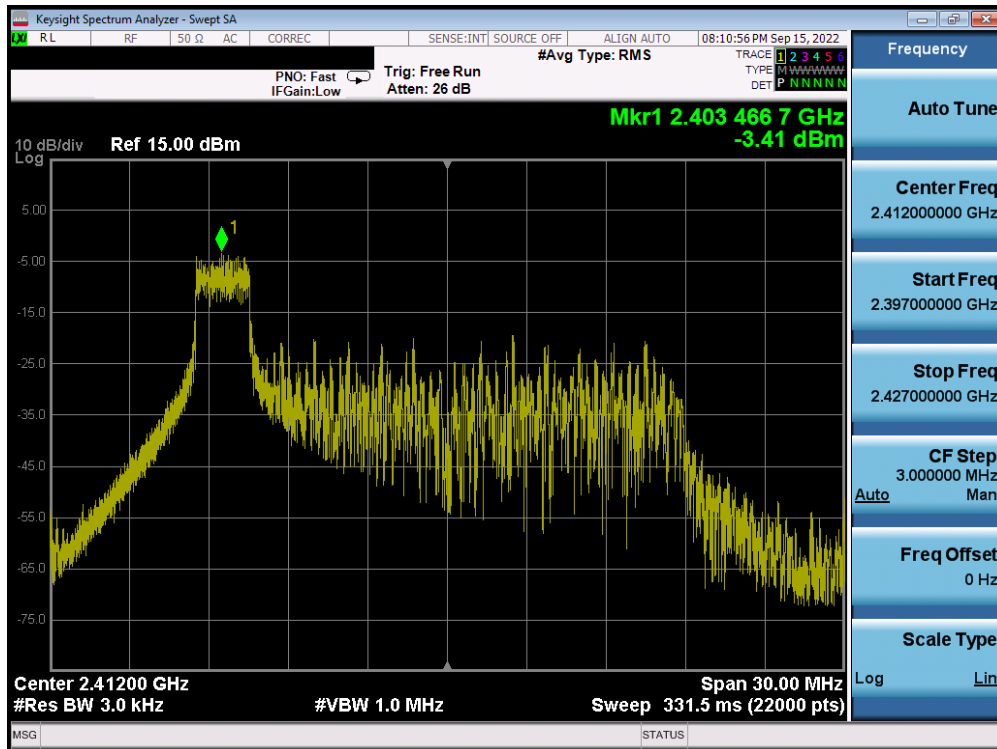 Keysight Spectrum Analyzer - Swept SA
LXI RL RF 50 Ω AC CORREC SENSE:INT SOURCE OFF ALIGN AUTO 08:10:56 PM Sep 15, 2022
#Avg Type: RMS TRACE 1 2 3 4 5 6
PNO: Fast Trig: Free Run TYPE M W W W W W
IFGain:Low Atten: 26 dB DET P N N N N N
Mkr1 2.403 466 7 GHz
-3.41 dBm
10 dB/div Ref 15.00 dBm
Log
1
5.00
-5.00
-15.0
-25.0
-35.0
-45.0
-55.0
-65.0
-75.0
Center 2.41200 GHz Span 30.00 MHz
#Res BW 3.0 kHz #VBW 1.0 MHz Sweep 331.5 ms (22000 pts)
MSG STATUS
Frequency
Auto Tune
Center Freq
2.412000000 GHz
Start Freq
2.397000000 GHz
Stop Freq
2.427000000 GHz
CF Step
3.000000 MHz
Auto Man
Freq Offset
0 Hz
Scale Type
Log Lin